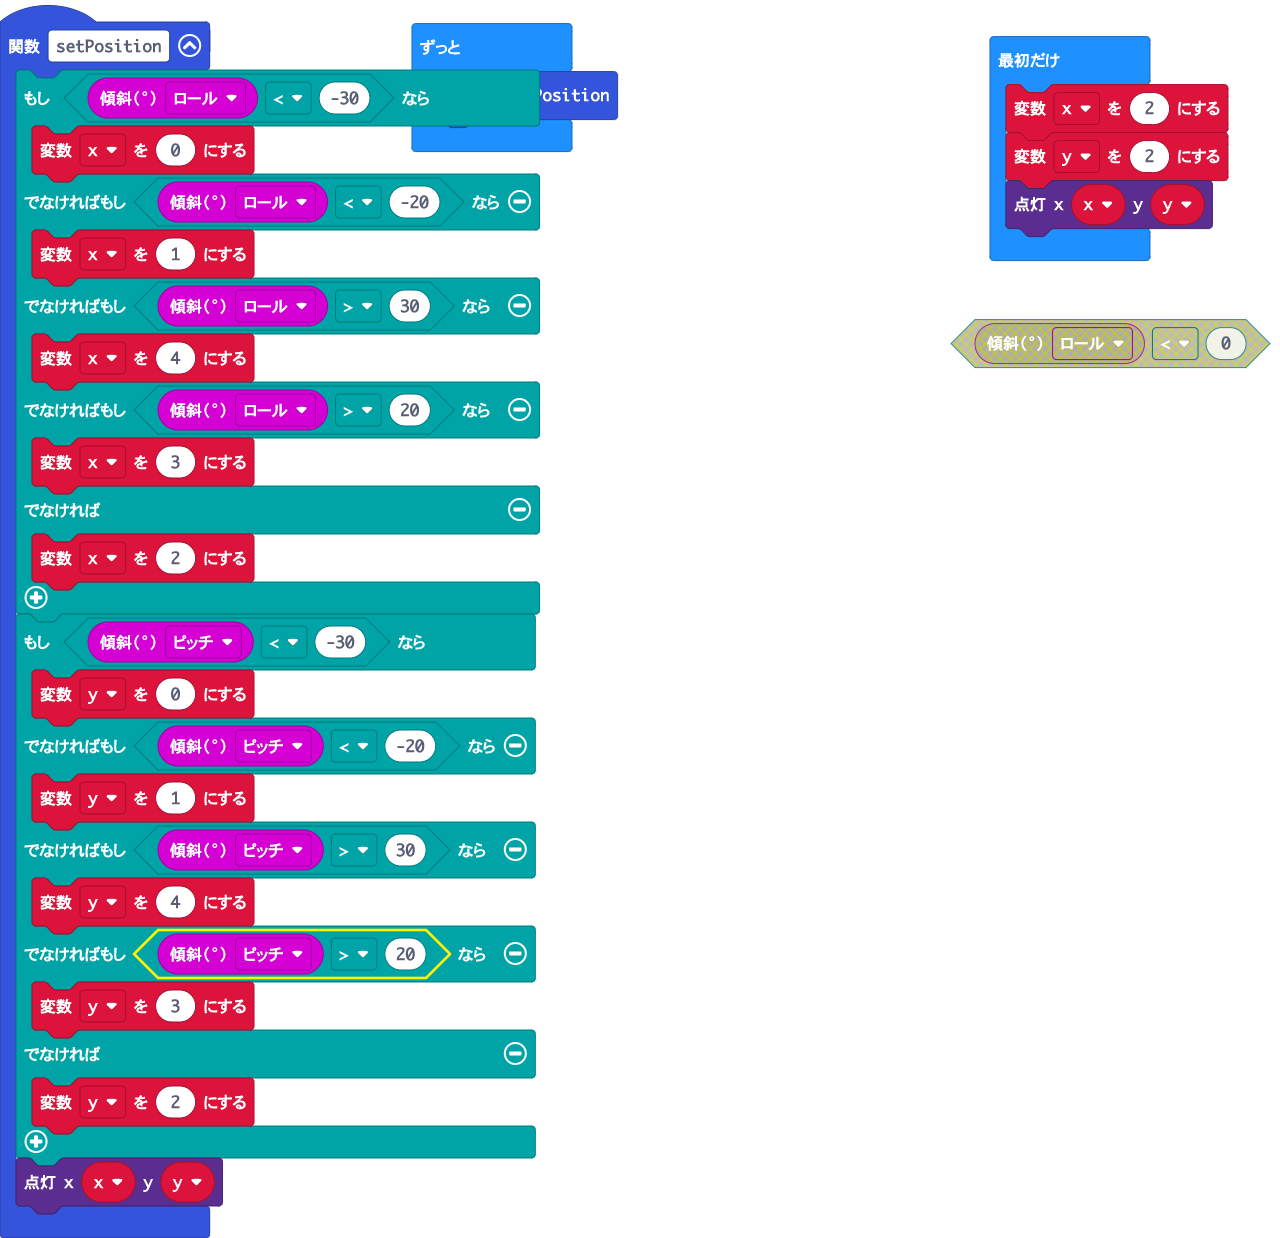 関数 setPosition
もし 傾斜(°) ロール < -30 なら
変数 x を 0 にする
でなければもし 傾斜(°) ロール < -20 なら
変数 x を 1 にする
でなければもし 傾斜(°) ロール > 30 なら
変数 x を 4 にする
でなければもし 傾斜(°) ロール > 20 なら
変数 x を 3 にする
でなければ
変数 x を 2 にする
もし 傾斜(°) ピッチ < -30 なら
変数 y を 0 にする
でなければもし 傾斜(°) ピッチ < -20 なら
変数 y を 1 にする
でなければもし 傾斜(°) ピッチ > 30 なら
変数 y を 4 にする
でなければもし 傾斜(°) ピッチ > 20 なら
変数 y を 3 にする
でなければ
変数 y を 2 にする
点灯 x x y y
ずっと
Position
最初だけ
変数 x を 2 にする
変数 y を 2 にする
点灯 x x y y
傾斜(°) ロール < 0